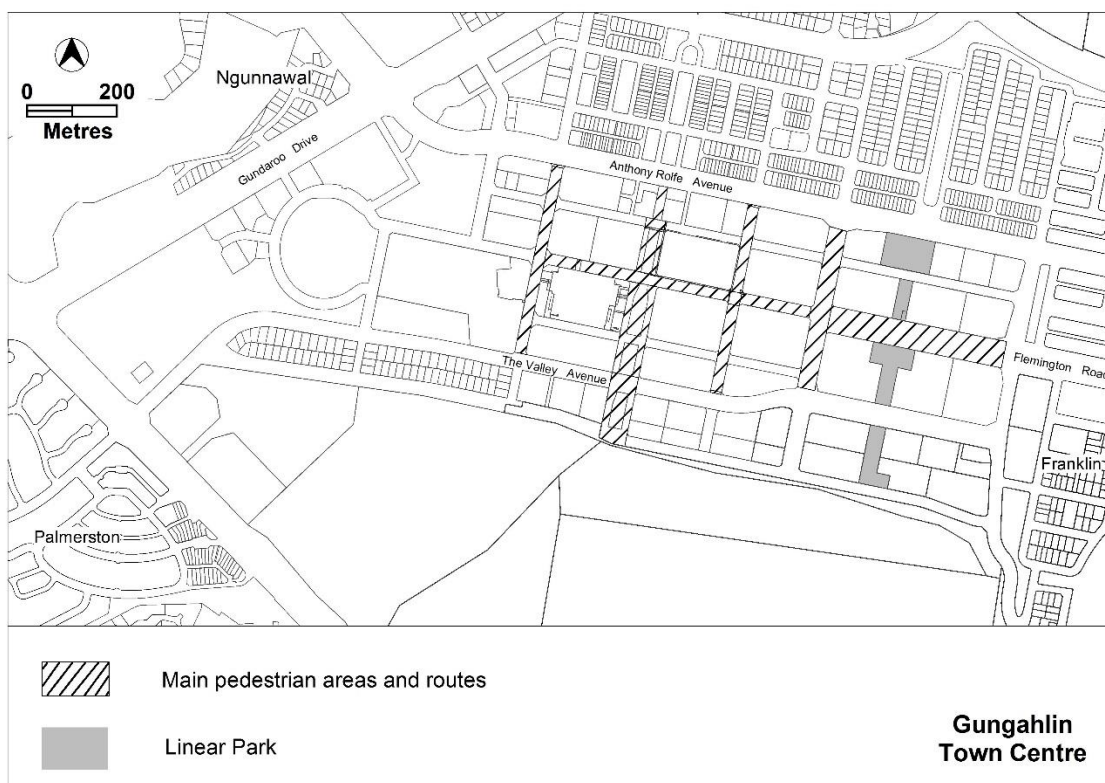 Ngunnawal
0 200
Metres
Gundaroo Drive
Anthony Rolfe Avenue
The Valley Avenue
Flemington Road
Franklin
Palmerston
Main pedestrian areas and routes
Linear Park
Gungahlin
Town Centre